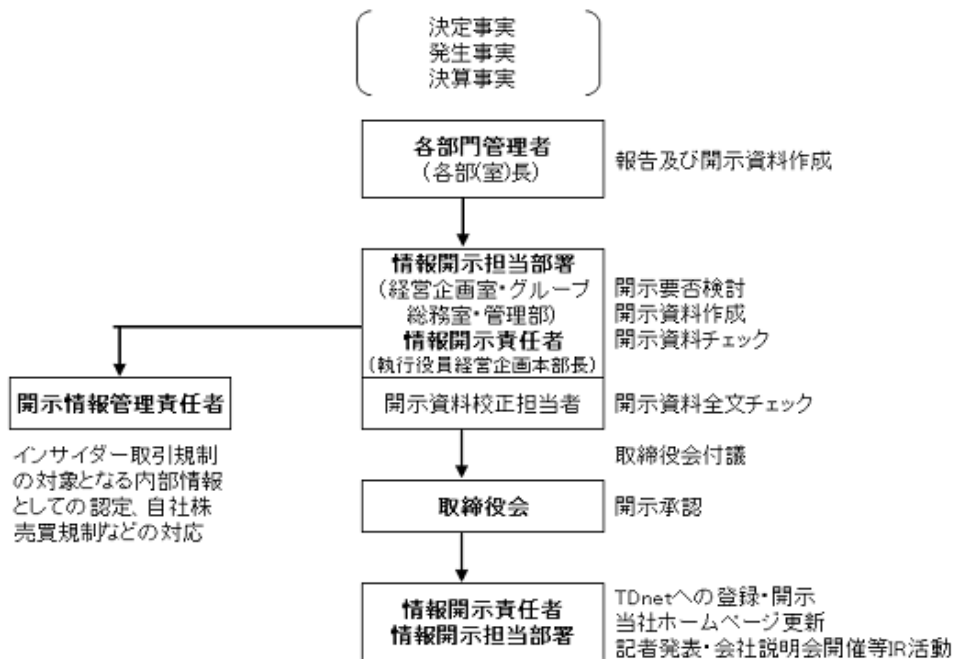 決定事実
発生事実
決算事実
各部門管理者
(各部(室)長)
報告及び開示資料作成
情報開示担当部署
(経営企画室・グループ
総務室・管理部)
情報開示責任者
(執行役員経営企画本部長)
開示要否検討
開示資料作成
開示資料チェック
開示情報管理責任者
開示資料校正担当者
開示資料全文チェック
インサイダー取引規制
の対象となる内部情報
としての認定、自社株
売買規制などの対応
取締役会付議
取締役会
開示承認
情報開示責任者
情報開示担当部署
TDnetへの登録・開示
当社ホームページ更新
記者発表・会社説明会開催等IR活動